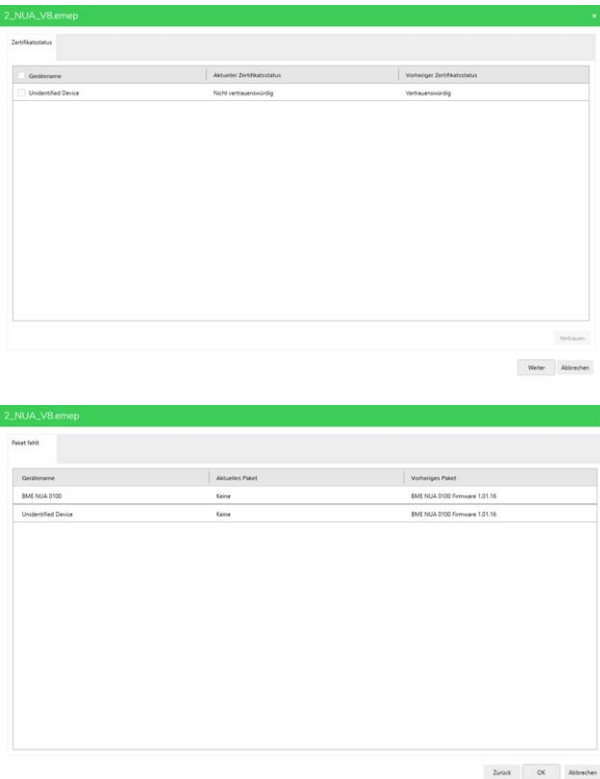 2_NUA_V8.emep ×
Zertifikatsstatus
Gerätename Aktueller Zertifikatsstatus Vorheriger Zertifikatsstatus
Unidentified Device Nicht vertrauenswürdig Vertrauenswürdig
Vertrauen
Weiter Abbrechen
2_NUA_V8.emep
Paket fehlt
Gerätename Aktuelles Paket Vorheriges Paket
BME NUA 0100 Keine BME NUA 0100 Firmware 1.01.16
Unidentified Device Keine BME NUA 0100 Firmware 1.01.16
Zurück OK Abbrechen